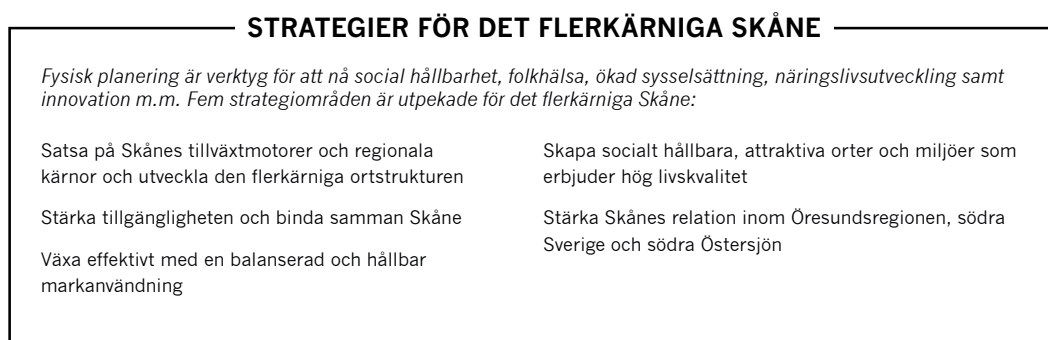 STRATEGIER FÖR DET FLERKÄRNIGA SKÅNE
Fysisk planering är verktyg för att nå social hållbarhet, folkhälsa, ökad sysselsättning, näringslivsutveckling samt
innovation m.m. Fem strategiområden är utpekade för det flerkärniga Skåne:
Satsa på Skånes tillväxtmotorer och regionala
kärnor och utveckla den flerkärniga ortstrukturen
Stärka tillgängligheten och binda samman Skåne
Växa effektivt med en balanserad och hållbar
markanvändning
Skapa socialt hållbara, attraktiva orter och miljöer som
erbjuder hög livskvalitet
Stärka Skånes relation inom Öresundsregionen, södra
Sverige och södra Östersjön